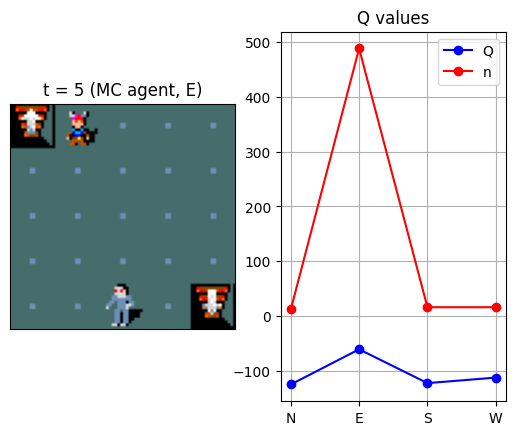 t = 5 (MC agent, E)
Q values
Q
n
500
400
300
200
100
0
−100
N E S W